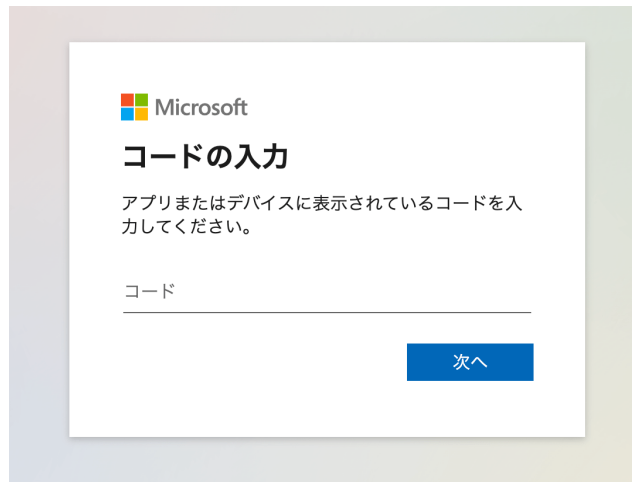 Microsoft
コードの入力
アプリまたはデバイスに表示されているコードを入
力してください。
コード
次へ